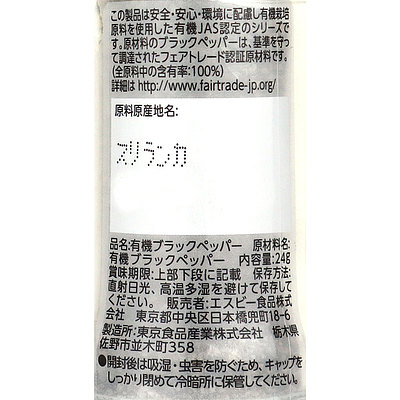 この製品は安全・安心・環境に配慮し有機栽培
原料を使用した有機JAS認定のシリーズで
す。原材料のブラックペッパーは、基準を守っ
て調達されたフェアトレード認証原材料です。
(全原料中の含有率:100%)
詳細は http://www.fairtrade-jp.org/
原料原産地名:
スリランカ
品名:有機ブラックペッパー 原材料名:
有機ブラックペッパー 内容量:24g
賞味期限:上部下段に記載 保存方法:
直射日光、高温多湿を避けて保存して
ください。 販売者:エスビー食品株式
会社 東京都中央区日本橋兜町18-6
製造所:東京食品産業株式会社 栃木県
佐野市並木町358
●開封後は吸湿・虫害を防ぐため、キャップを
しっかり閉めて冷暗所に保管してください。